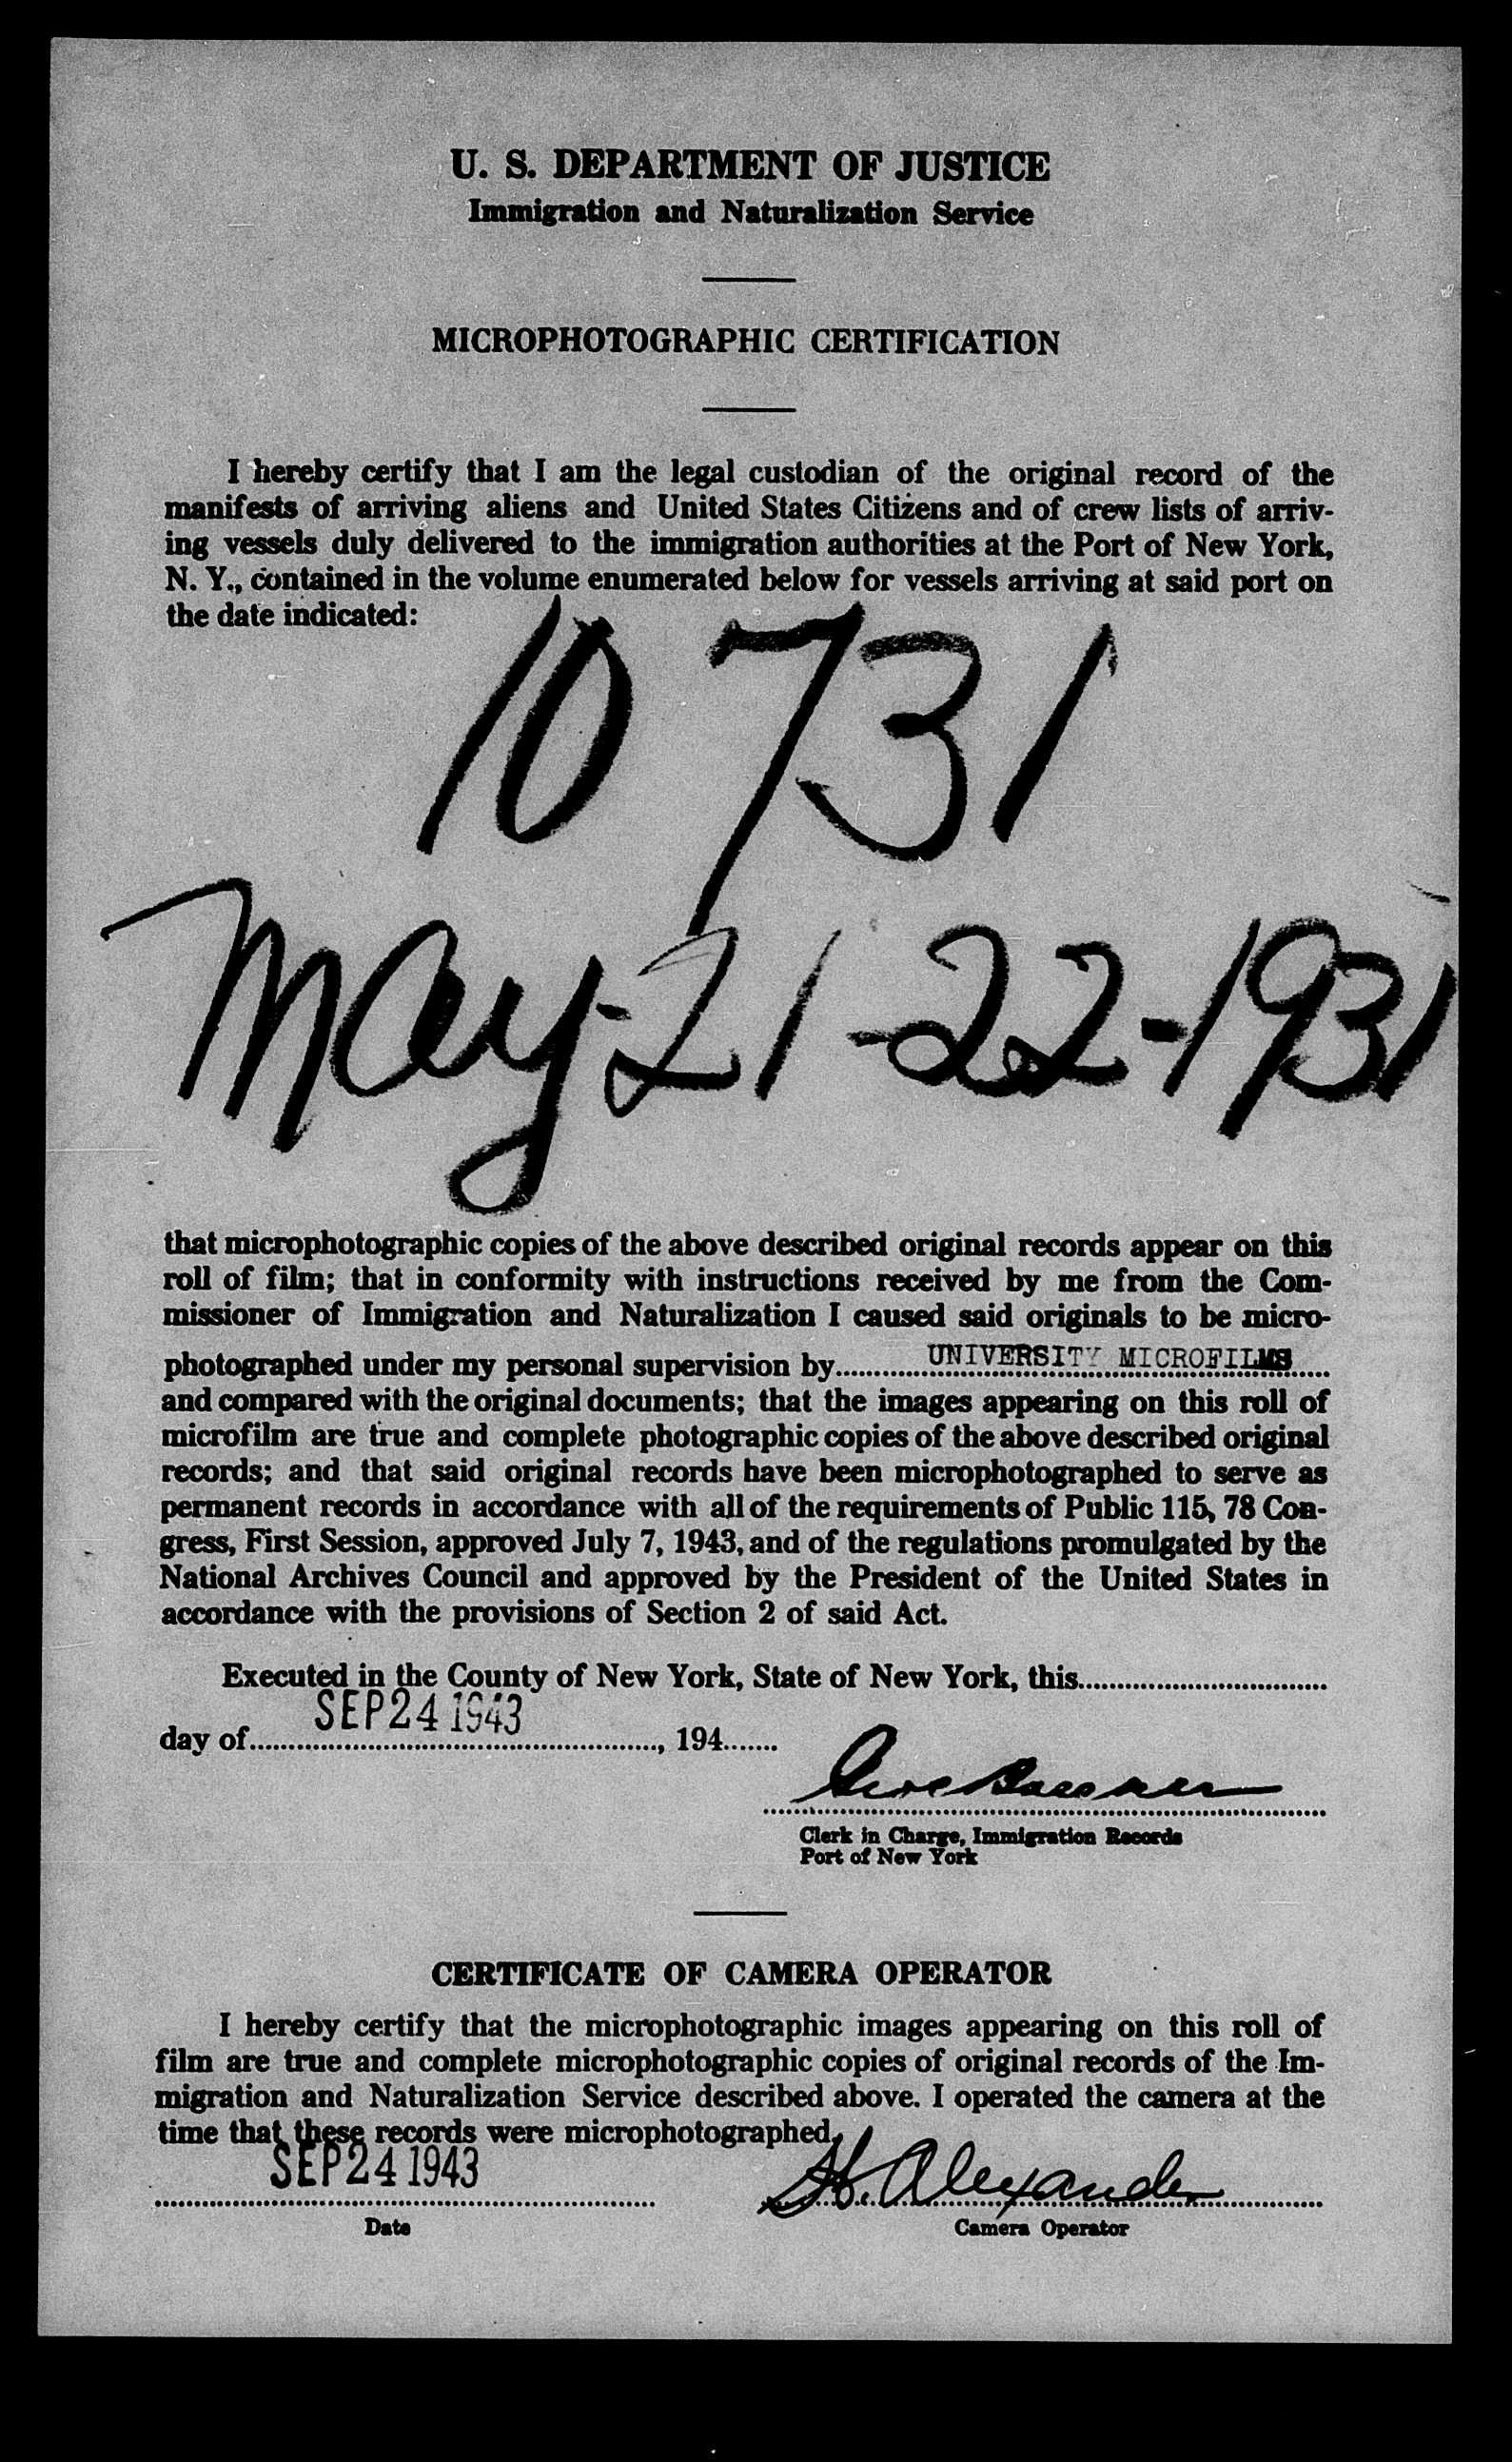 U. S. DEPARTMENT OF JUSTICE
Immigration and Naturalization Service
MICROPHOTOGRAPHIC CERTIFICATION
I hereby certify that I am the legal custodian of the original record of the
manifests of arriving aliens and United States Citizens and of crew lists of arriv-
ing vessels duly delivered to the immigration authorities at the Port of New York,
N. Y., contained in the volume enumerated below for vessels arriving at said port on
the date indicated:
10731
May-21-22-1931
that microphotographic copies of the above described original records appear on this
roll of film; that in conformity with instructions received by me from the Com-
missioner of Immigration and Naturalization I caused said originals to be micro-
photographed under my personal supervision by UNIVERSITY MICROFILMS
and compared with the original documents; that the images appearing on this roll of
microfilm are true and complete photographic copies of the above described original
records; and that said original records have been microphotographed to serve as
permanent records in accordance with all of the requirements of Public 115, 78 Con-
gress, First Session, approved July 7, 1943, and of the regulations promulgated by the
National Archives Council and approved by the President of the United States in
accordance with the provisions of Section 2 of said Act.
Executed in the County of New York, State of New York, this
day of SEP 24 1943, 194
Clerk in Charge, Immigration Records
Port of New York
CERTIFICATE OF CAMERA OPERATOR
I hereby certify that the microphotographic images appearing on this roll of
film are true and complete microphotographic copies of original records of the Im-
migration and Naturalization Service described above. I operated the camera at the
time that these records were microphotographed.
SEP 24 1943 H. Alexander
Date Camera Operator